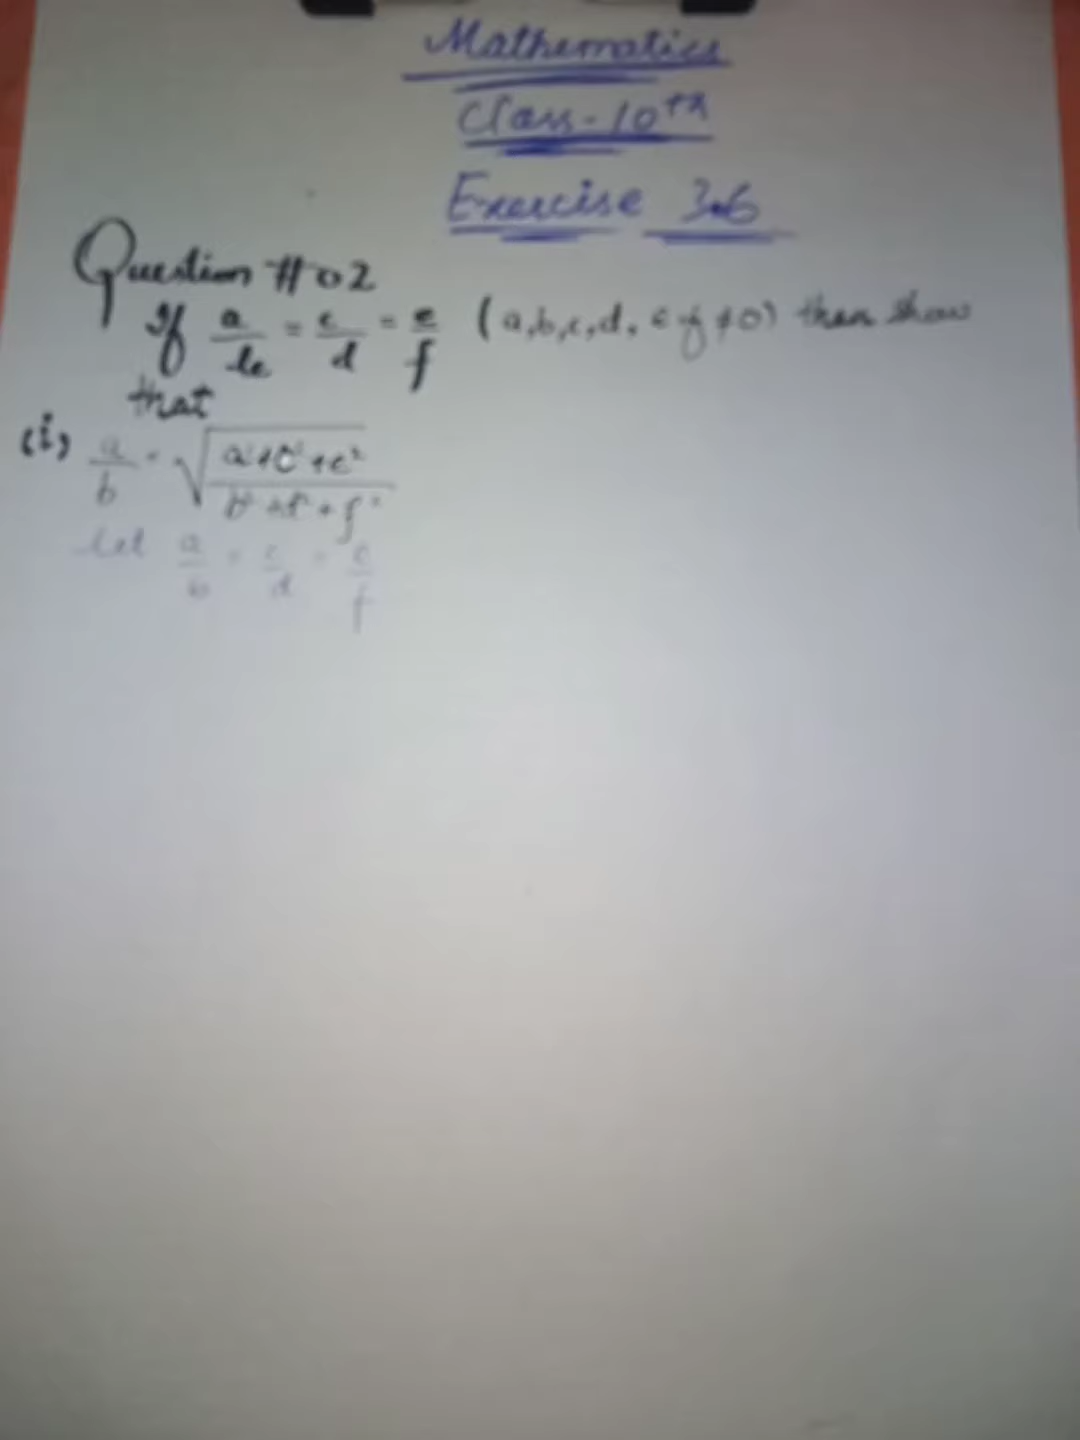 Mathematics
Class-10th
Exercise 3.6
Question #02
If a/b = c/d = e/f (a,b,c,d, e, f ≠0) then show
that
(i) a/b = √(a²+c²+e² / b²+d²+f²)
Let a/b = c/d = e/f